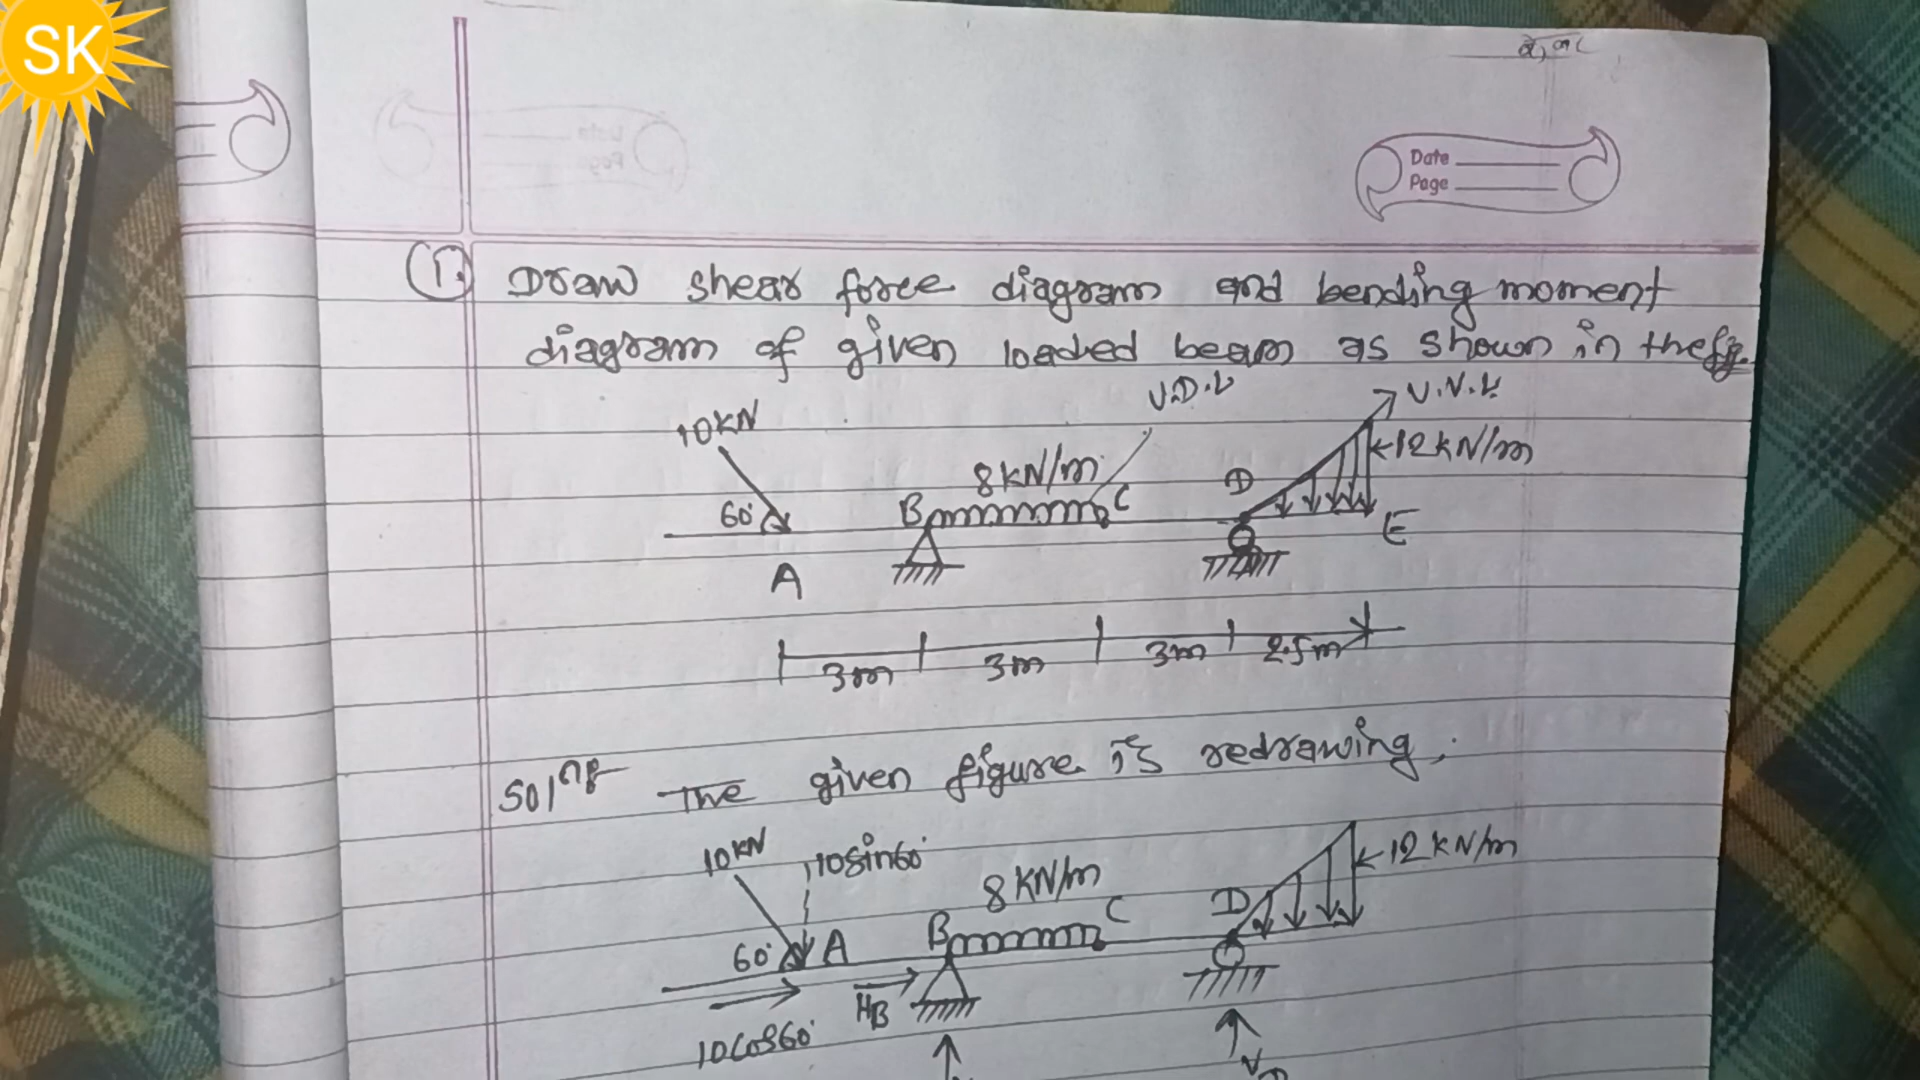 SK
Date
Page
1. Draw shear force diagram and bending moment
diagram of given loaded beam as shown in the fig.
U.D.L
U.V.L
10KN
12KN/m
8KN/m
D
60°
B
C
E
A
3m 3m 3m 2.5m
Solⁿ The given figure is redrawing,
10KN 10sin60°
12KN/m
8KN/m
D
60° A B C
HB
10cos60°